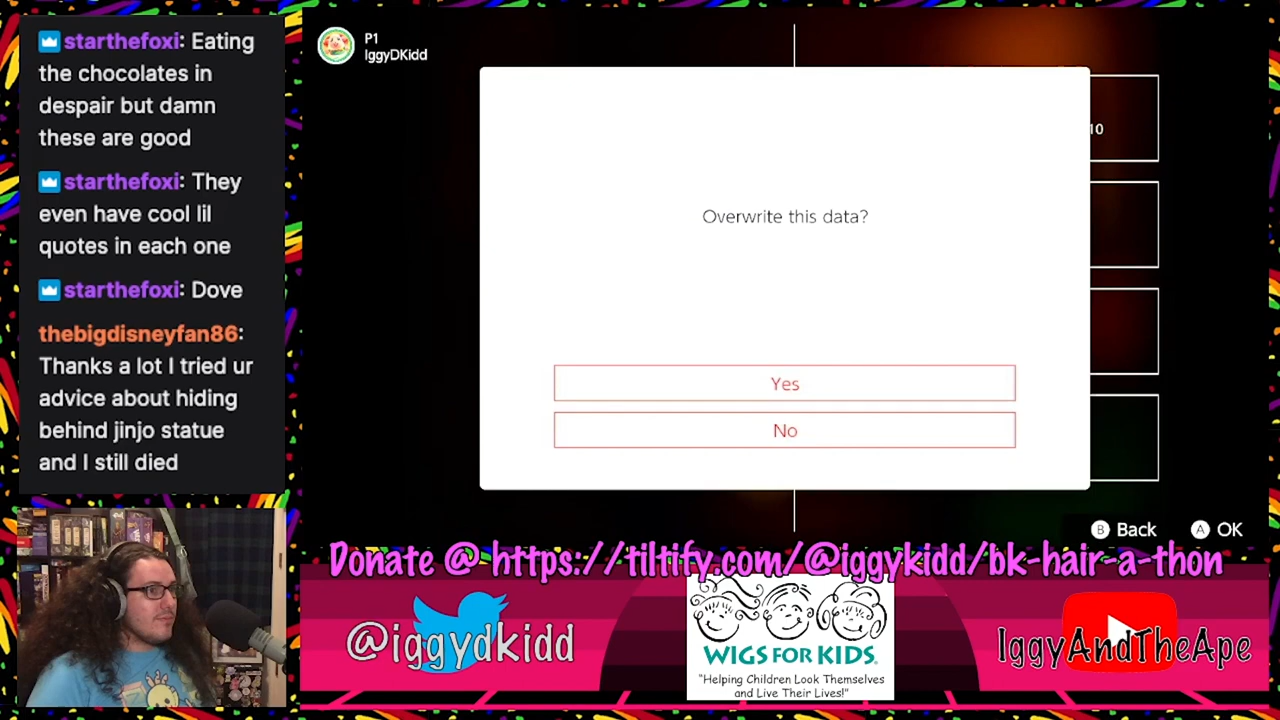 starthefoxi: Eating
the chocolates in
despair but damn
these are good
starthefoxi: They
even have cool lil
quotes in each one
starthefoxi: Dove
thebigdisneyfan86:
Thanks a lot I tried ur
advice about hiding
behind jinjo statue
and I still died
P1
IggyDKidd
10
Overwrite this data?
Yes
No
B Back A OK
Donate @ https://tiltify.com/@iggykidd/bk-hair-a-thon
@iggydkidd
WIGS FOR KIDS.
"Helping Children Look Themselves
and Live Their Lives!"
IggyAndTheApe